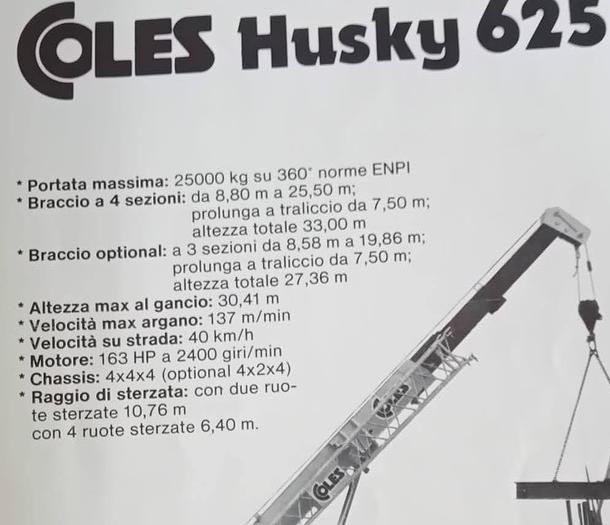 COLES Husky 625
* Portata massima: 25000 kg su 360° norme ENPI
* Braccio a 4 sezioni: da 8,80 m a 25,50 m;
prolunga a traliccio da 7,50 m;
altezza totale 33,00 m
* Braccio optional: a 3 sezioni da 8,58 m a 19,86 m;
prolunga a traliccio da 7,50 m;
altezza totale 27,36 m
* Altezza max al gancio: 30,41 m
* Velocità max argano: 137 m/min
* Velocità su strada: 40 km/h
* Motore: 163 HP a 2400 giri/min
* Chassis: 4x4x4 (optional 4x2x4)
* Raggio di sterzata: con due ruo-
te sterzate 10,76 m
con 4 ruote sterzate 6,40 m.
COLES
COLES